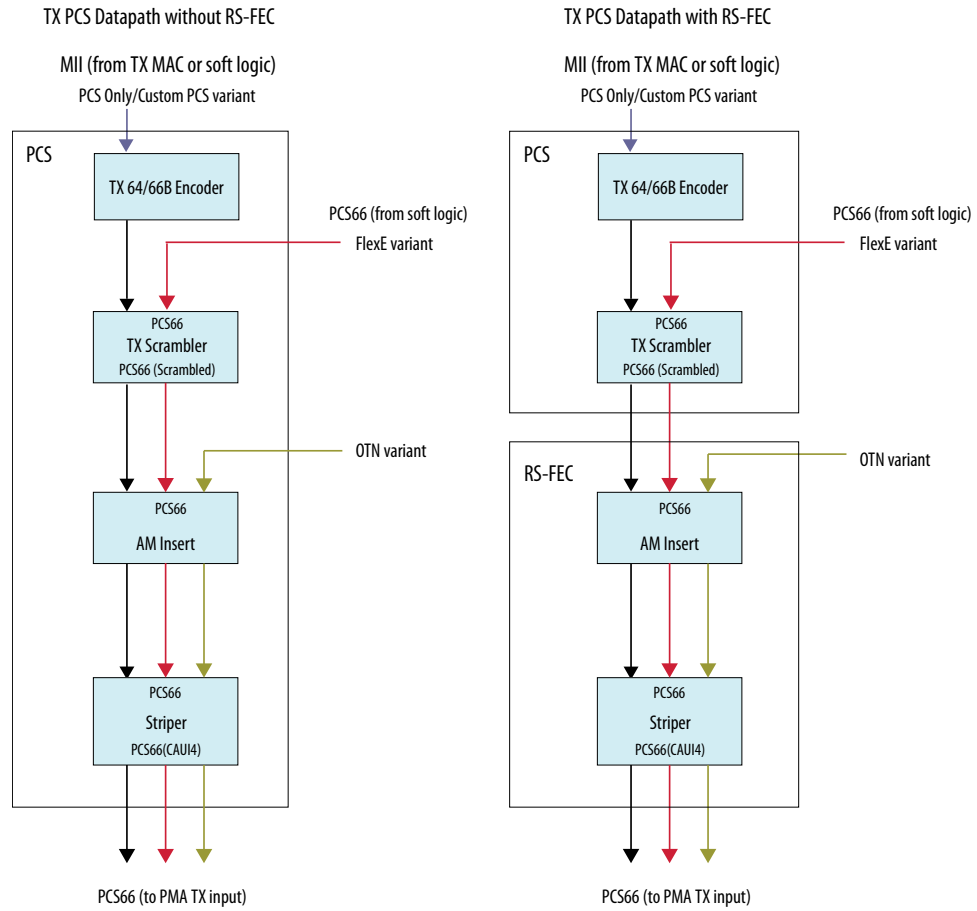 TX PCS Datapath without RS-FEC
MII (from TX MAC or soft logic)
PCS Only/Custom PCS variant
PCS
TX 64/66B Encoder
PCS66 (from soft logic)
FlexE variant
PCS66
TX Scrambler
PCS66 (Scrambled)
OTN variant
PCS66
AM Insert
PCS66
Striper
PCS66(CAUI4)
PCS66 (to PMA TX input)
TX PCS Datapath with RS-FEC
MII (from TX MAC or soft logic)
PCS Only/Custom PCS variant
PCS
TX 64/66B Encoder
PCS66 (from soft logic)
FlexE variant
PCS66
TX Scrambler
PCS66 (Scrambled)
RS-FEC
OTN variant
PCS66
AM Insert
PCS66
Striper
PCS66(CAUI4)
PCS66 (to PMA TX input)